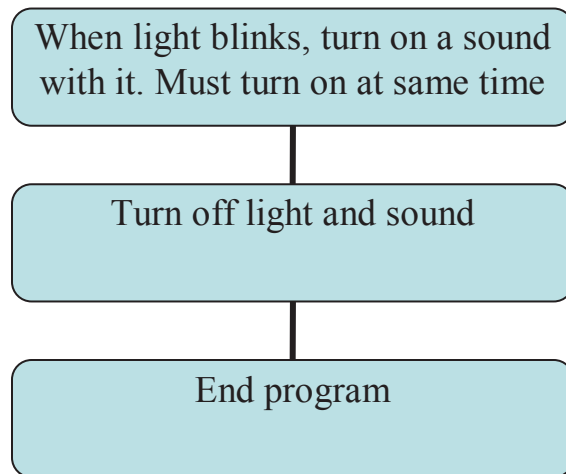 When light blinks, turn on a sound
with it. Must turn on at same time
Turn off light and sound
End program